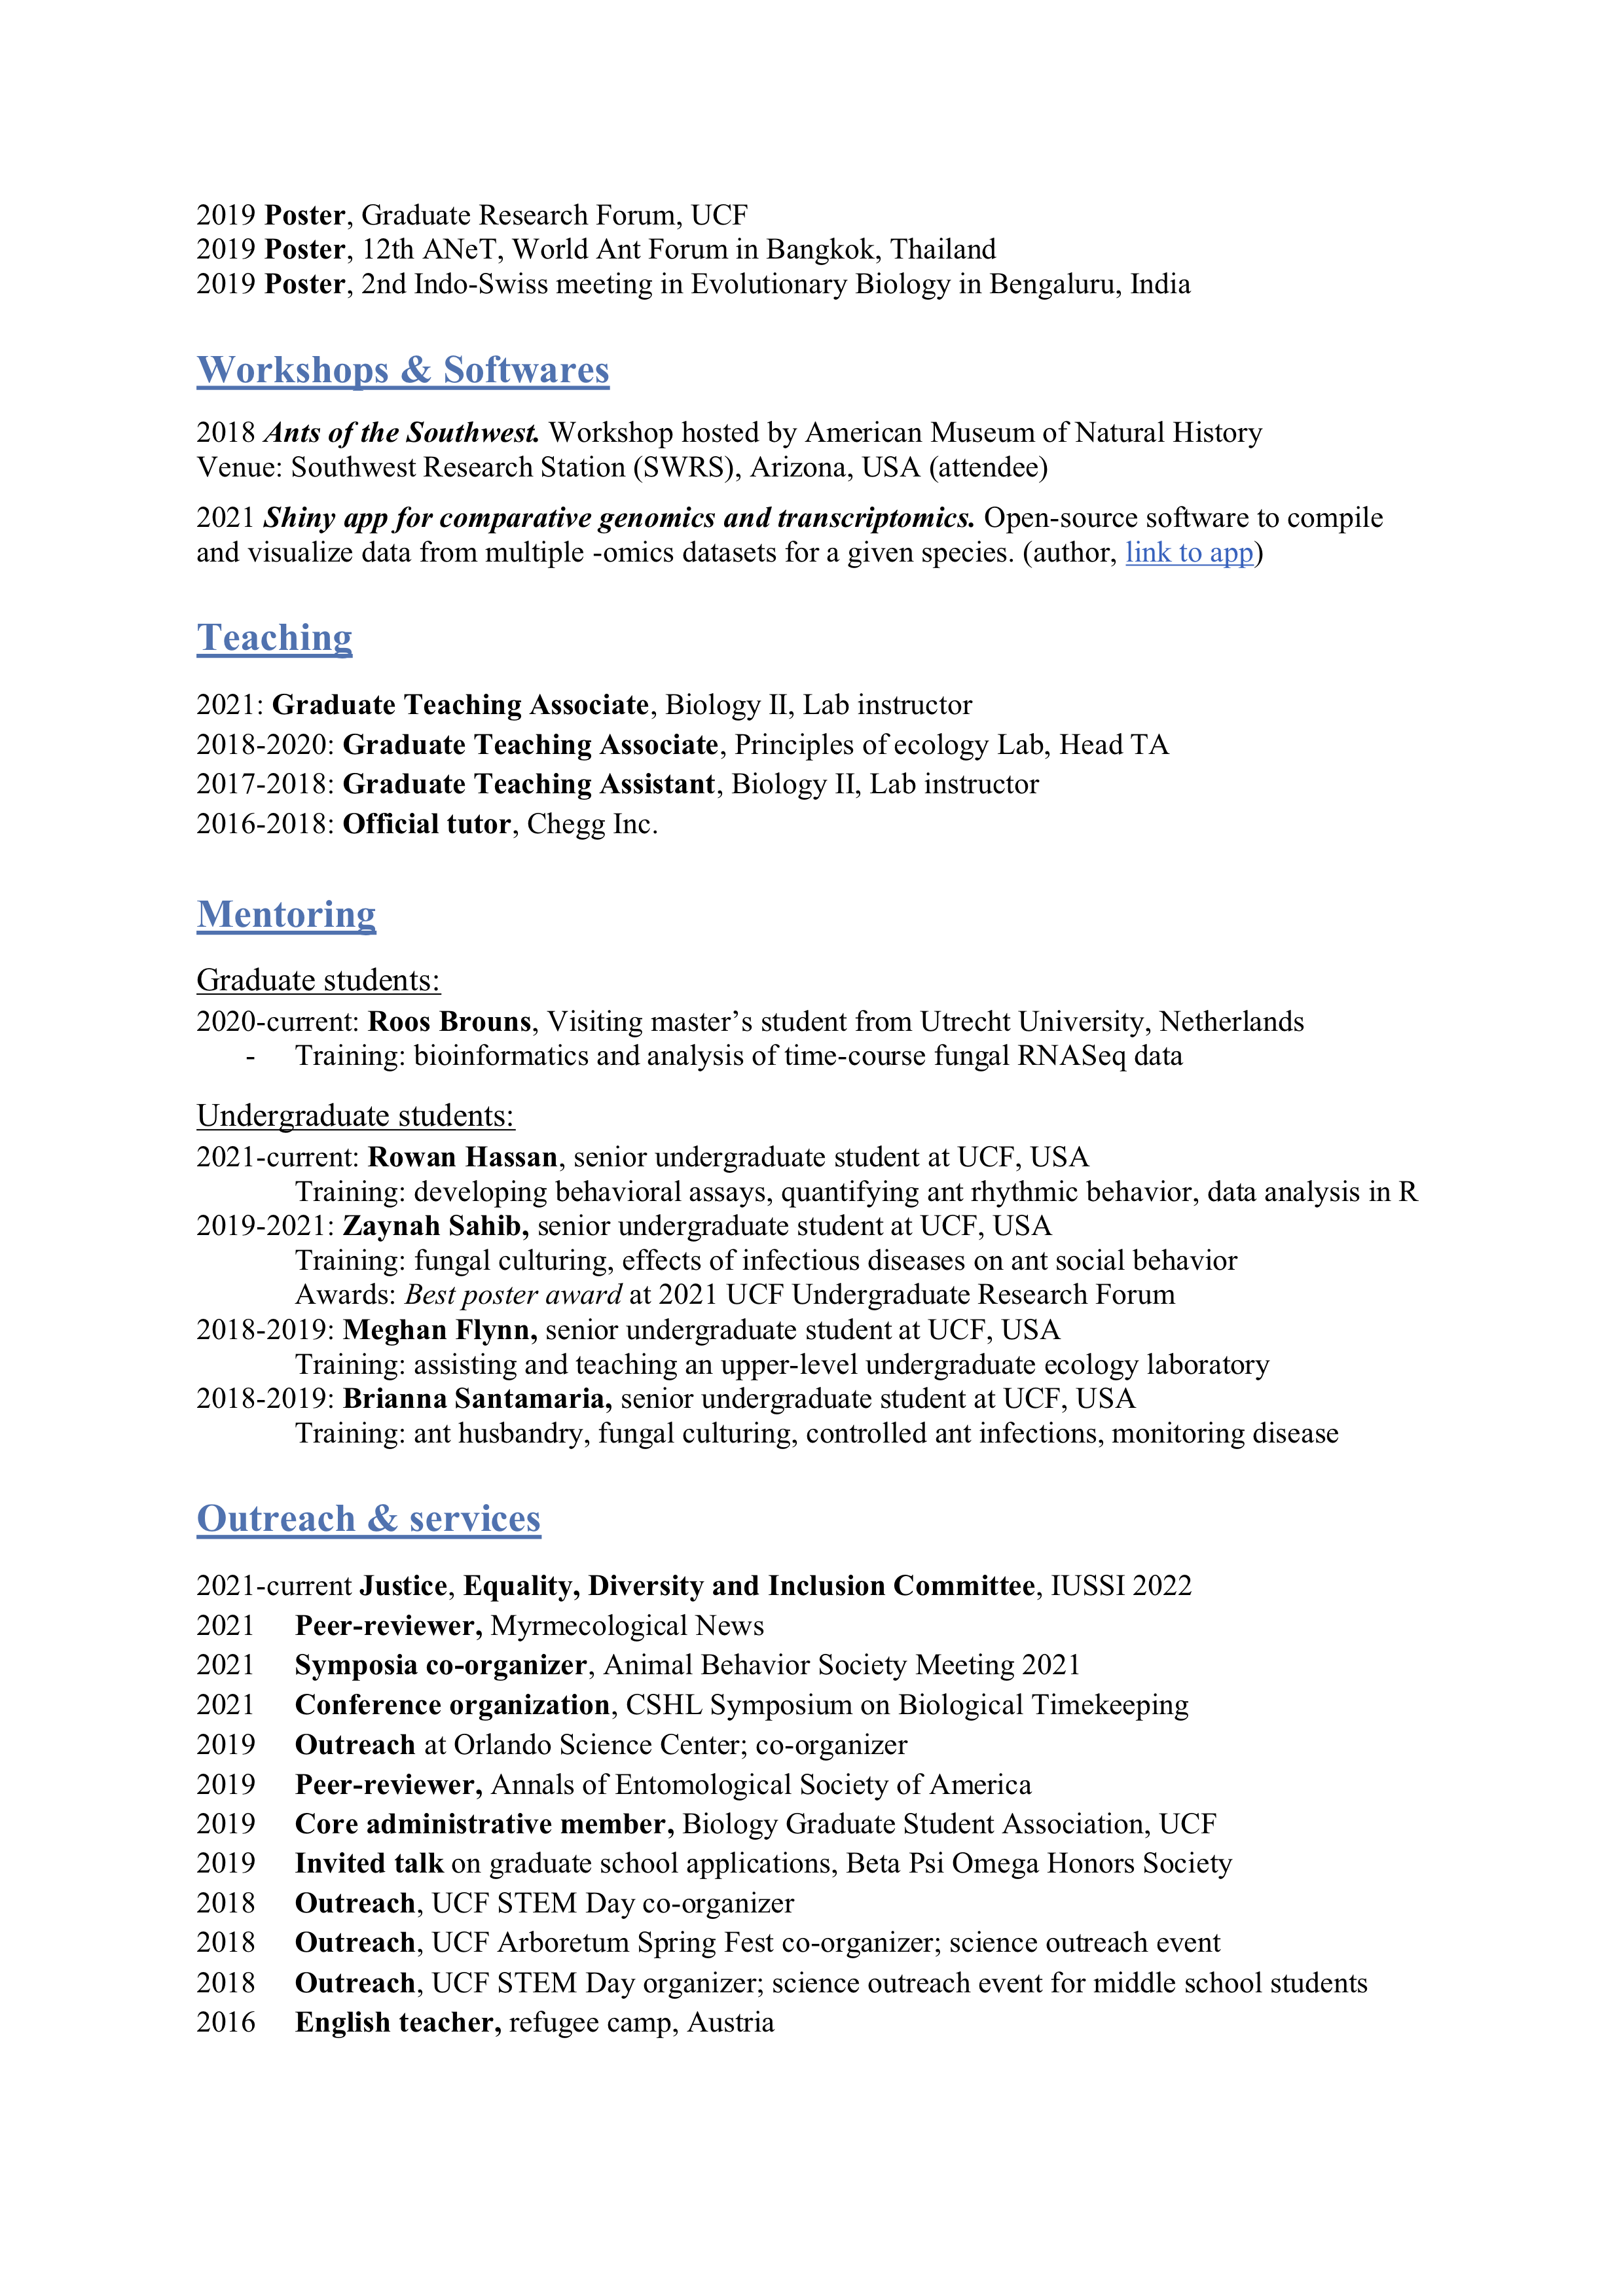 2019 Poster, Graduate Research Forum, UCF
2019 Poster, 12th ANeT, World Ant Forum in Bangkok, Thailand
2019 Poster, 2nd Indo-Swiss meeting in Evolutionary Biology in Bengaluru, India
Workshops & Softwares
2018 Ants of the Southwest. Workshop hosted by American Museum of Natural History
Venue: Southwest Research Station (SWRS), Arizona, USA (attendee)
2021 Shiny app for comparative genomics and transcriptomics. Open-source software to compile
and visualize data from multiple -omics datasets for a given species. (author, link to app)
Teaching
2021: Graduate Teaching Associate, Biology II, Lab instructor
2018-2020: Graduate Teaching Associate, Principles of ecology Lab, Head TA
2017-2018: Graduate Teaching Assistant, Biology II, Lab instructor
2016-2018: Official tutor, Chegg Inc.
Mentoring
Graduate students:
2020-current: Roos Brouns, Visiting master’s student from Utrecht University, Netherlands
- Training: bioinformatics and analysis of time-course fungal RNASeq data
Undergraduate students:
2021-current: Rowan Hassan, senior undergraduate student at UCF, USA
Training: developing behavioral assays, quantifying ant rhythmic behavior, data analysis in R
2019-2021: Zaynah Sahib, senior undergraduate student at UCF, USA
Training: fungal culturing, effects of infectious diseases on ant social behavior
Awards: Best poster award at 2021 UCF Undergraduate Research Forum
2018-2019: Meghan Flynn, senior undergraduate student at UCF, USA
Training: assisting and teaching an upper-level undergraduate ecology laboratory
2018-2019: Brianna Santamaria, senior undergraduate student at UCF, USA
Training: ant husbandry, fungal culturing, controlled ant infections, monitoring disease
Outreach & services
2021-current Justice, Equality, Diversity and Inclusion Committee, IUSSI 2022
2021 Peer-reviewer, Myrmecological News
2021 Symposia co-organizer, Animal Behavior Society Meeting 2021
2021 Conference organization, CSHL Symposium on Biological Timekeeping
2019 Outreach at Orlando Science Center; co-organizer
2019 Peer-reviewer, Annals of Entomological Society of America
2019 Core administrative member, Biology Graduate Student Association, UCF
2019 Invited talk on graduate school applications, Beta Psi Omega Honors Society
2018 Outreach, UCF STEM Day co-organizer
2018 Outreach, UCF Arboretum Spring Fest co-organizer; science outreach event
2018 Outreach, UCF STEM Day organizer; science outreach event for middle school students
2016 English teacher, refugee camp, Austria